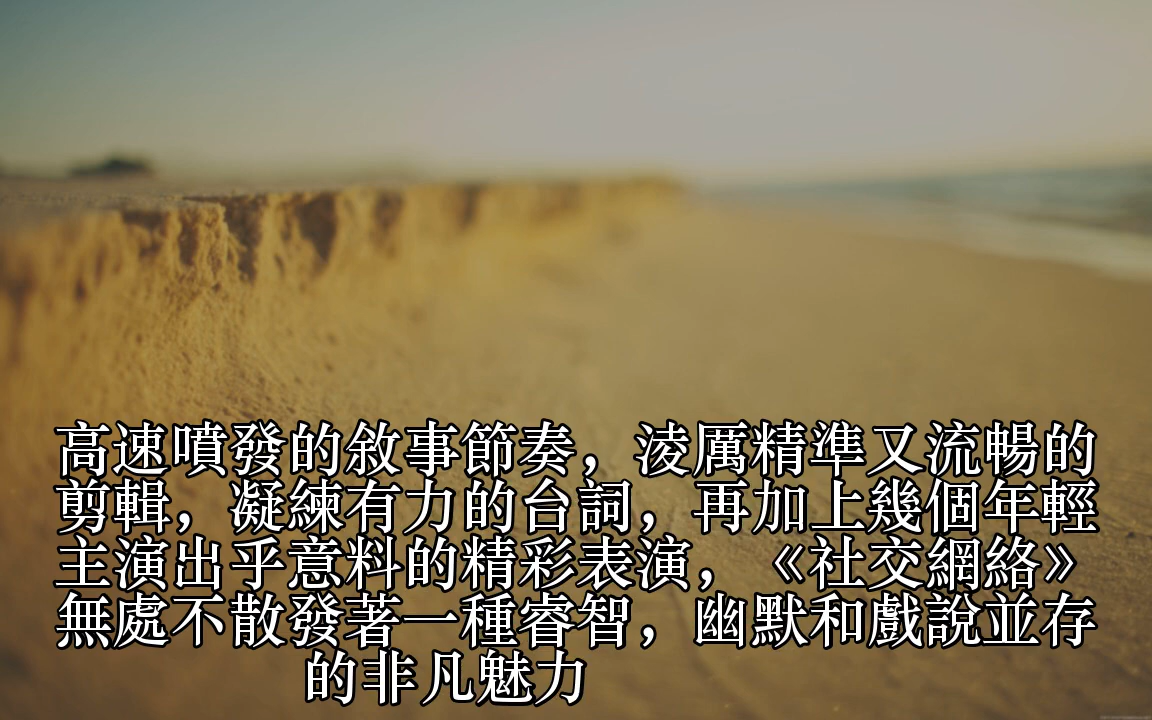 高速噴發的敘事節奏，淩厲精準又流暢的
剪輯，凝練有力的台詞，再加上幾個年輕
主演出乎意料的精彩表演，《社交網絡》
無處不散發著一種睿智，幽默和戲說並存
的非凡魅力